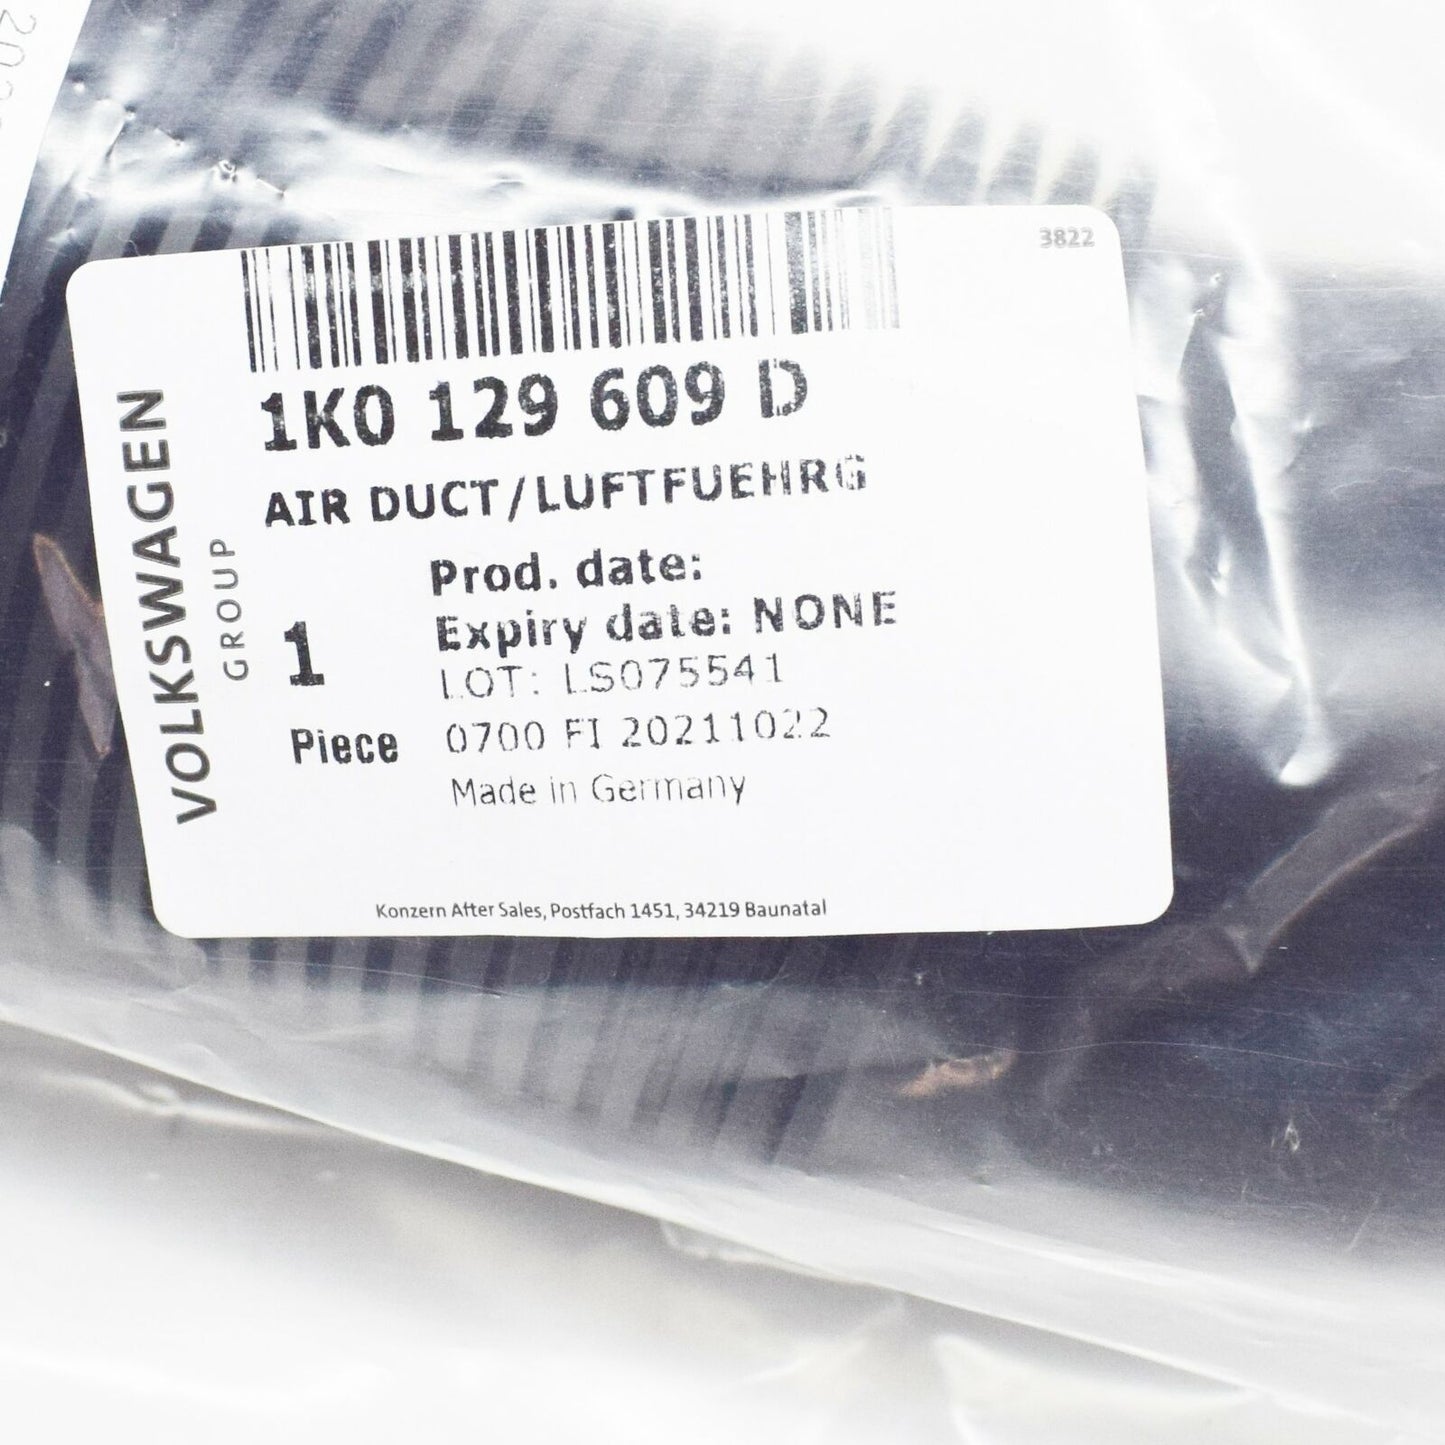 3822
1K0 129 609 D
AIR DUCT/LUFTFUEHRG
VOLKSWAGEN
GROUP
1
Piece
Prod. date:
Expiry date: NONE
LOT: LS075541
0700 FI 20211022
Made in Germany
Konzern After Sales, Postfach 1451, 34219 Baunatal